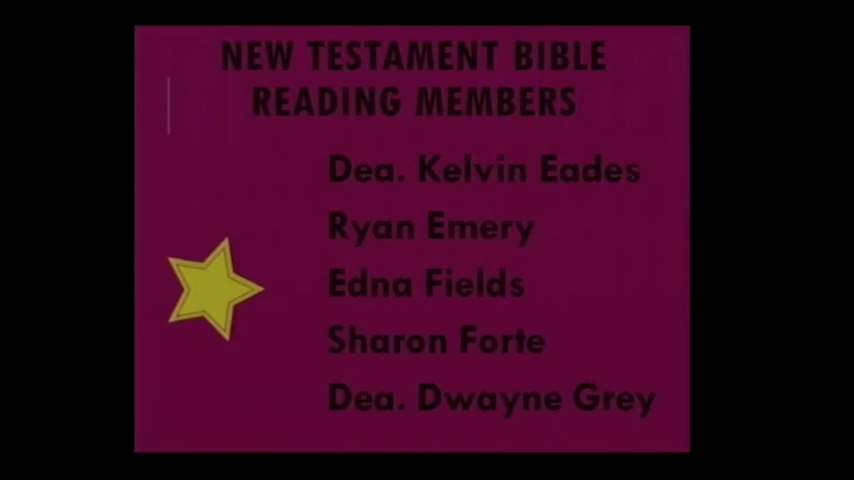 NEW TESTAMENT BIBLE
READING MEMBERS
Dea. Kelvin Eades
Ryan Emery
Edna Fields
Sharon Forte
Dea. Dwayne Grey